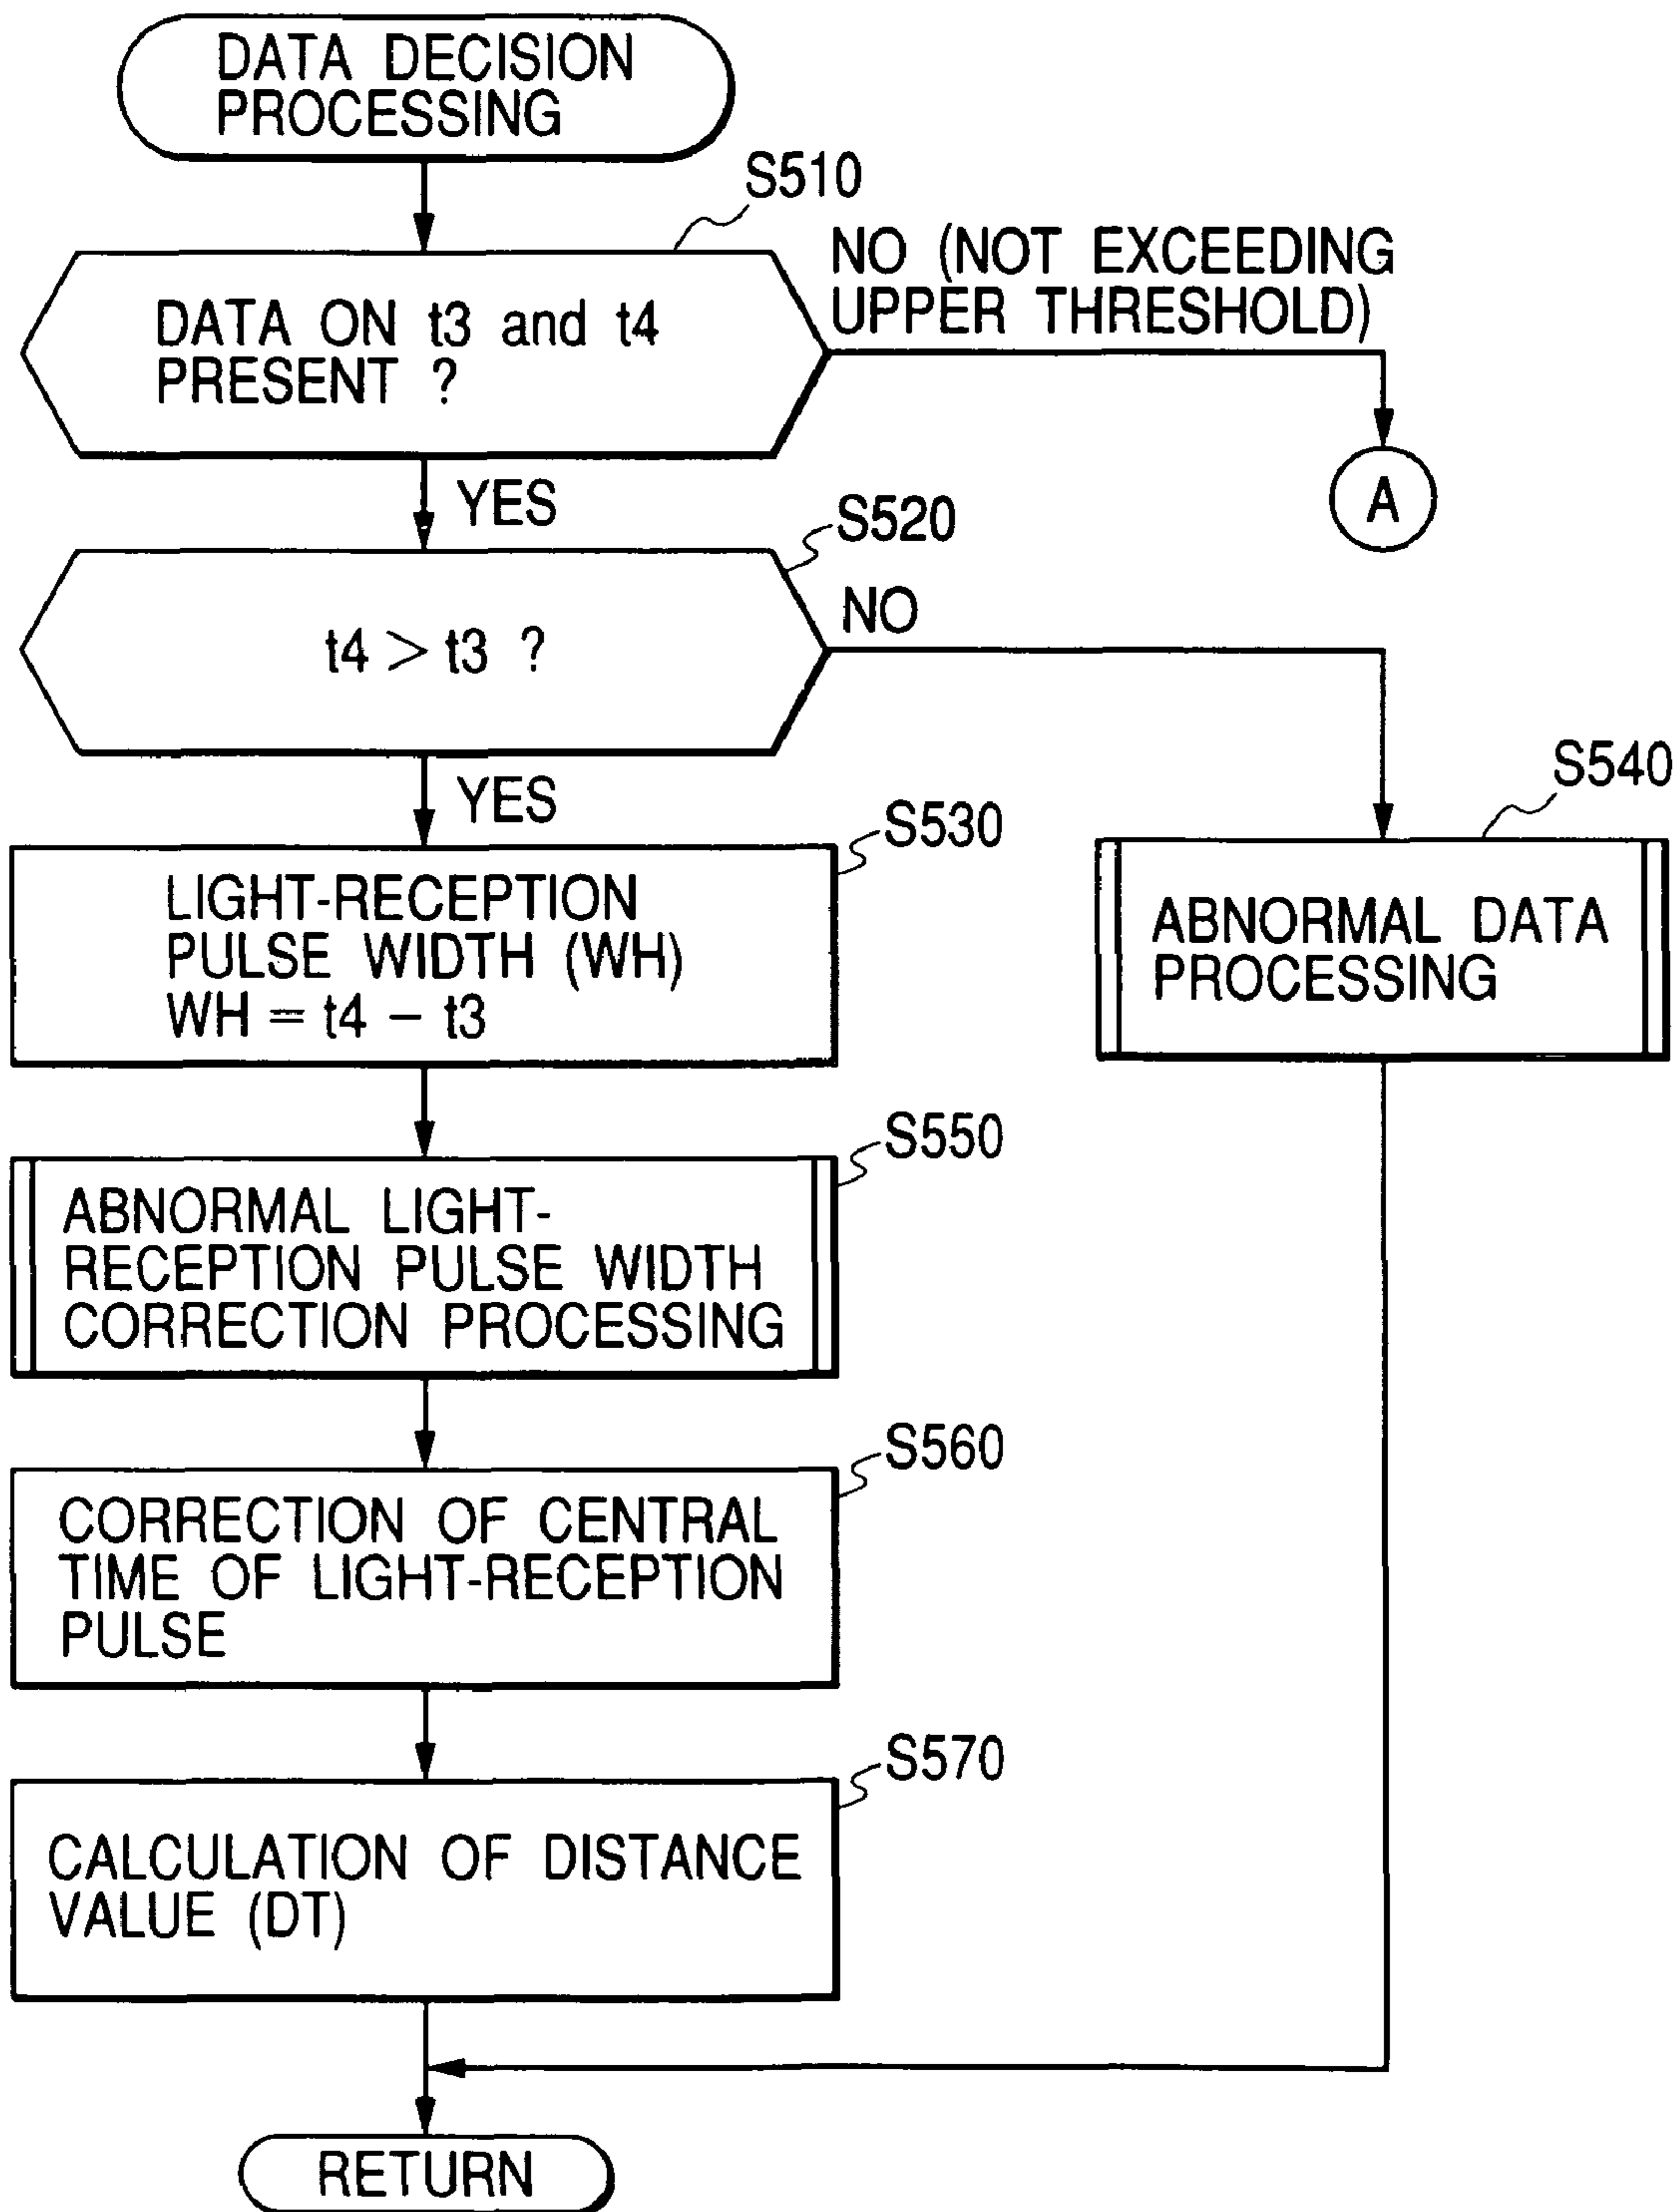 DATA DECISION
PROCESSING
S510
NO (NOT EXCEEDING
UPPER THRESHOLD)
DATA ON t3 and t4
PRESENT ?
A
YES
S520
NO
t4 > t3 ?
YES
S530
S540
LIGHT-RECEPTION
PULSE WIDTH (WH)
WH = t4 − t3
ABNORMAL DATA
PROCESSING
S550
ABNORMAL LIGHT-
RECEPTION PULSE WIDTH
CORRECTION PROCESSING
S560
CORRECTION OF CENTRAL
TIME OF LIGHT-RECEPTION
PULSE
S570
CALCULATION OF DISTANCE
VALUE (DT)
RETURN